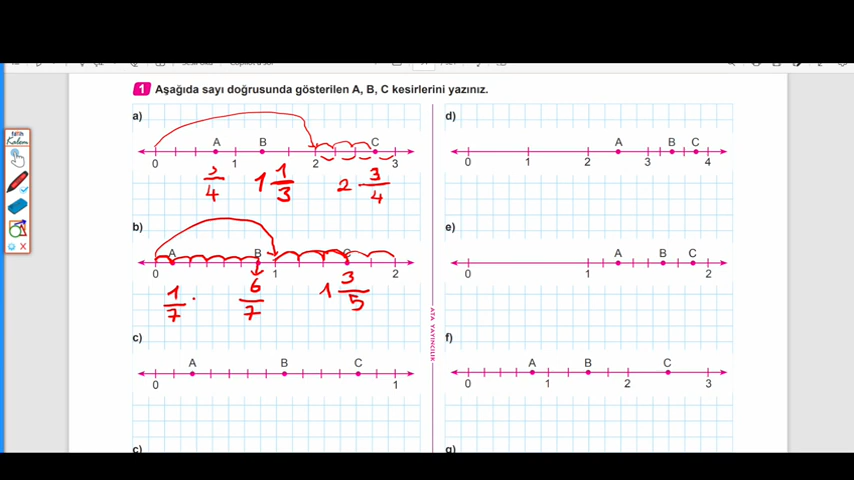 1 Aşağıda sayı doğrusunda gösterilen A, B, C kesirlerini yazınız.
a)
A B C
0 1 2 3
3/4 1 1/3 2 3/4
b)
A B C
0 1 2
1/7 6/7 1 3/5
c)
A B C
0 1
ç)
d)
A B C
0 1 2 3 4
e)
A B C
0 1 2
f)
A B C
0 1 2 3
g)
ATA YAYINCILIK
Kalem